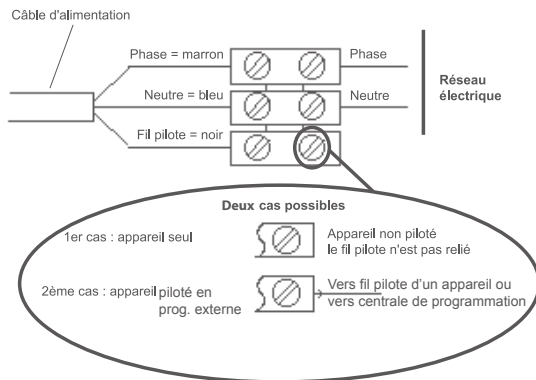 Câble d'alimentation
Phase = marron
Phase
Neutre = bleu
Neutre
Réseau
électrique
Fil pilote = noir
Deux cas possibles
1er cas : appareil seul
Appareil non piloté
le fil pilote n'est pas relié
2ème cas : appareil piloté en
prog. externe
Vers fil pilote d'un appareil ou
vers centrale de programmation